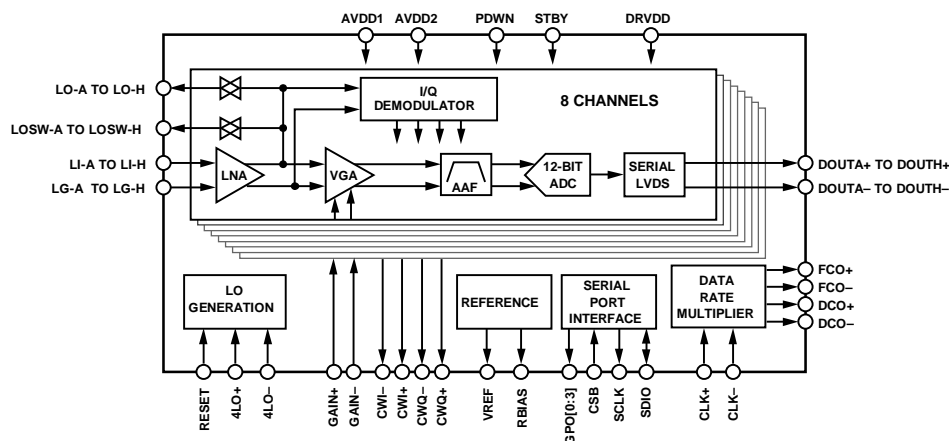 AVDD1
AVDD2
PDWN
STBY
DRVDD
LO-A TO LO-H
LOSW-A TO LOSW-H
LI-A TO LI-H
LG-A TO LG-H
I/Q
DEMODULATOR
8 CHANNELS
LNA
VGA
AAF
12-BIT
ADC
SERIAL
LVDS
DOUTA+ TO DOUTH+
DOUTA– TO DOUTH–
LO
GENERATION
REFERENCE
SERIAL
PORT
INTERFACE
DATA
RATE
MULTIPLIER
FCO+
FCO–
DCO+
DCO–
RESET
4LO+
4LO–
GAIN+
GAIN–
CWI–
CWI+
CWQ–
CWQ+
VREF
RBIAS
GPO[0:3]
CSB
SCLK
SDIO
CLK+
CLK–